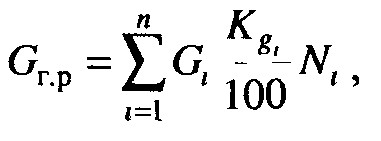 G_{г.р} = \sum_{i=1}^{n} G_i \frac{K_{g_i}}{100} N_i ,